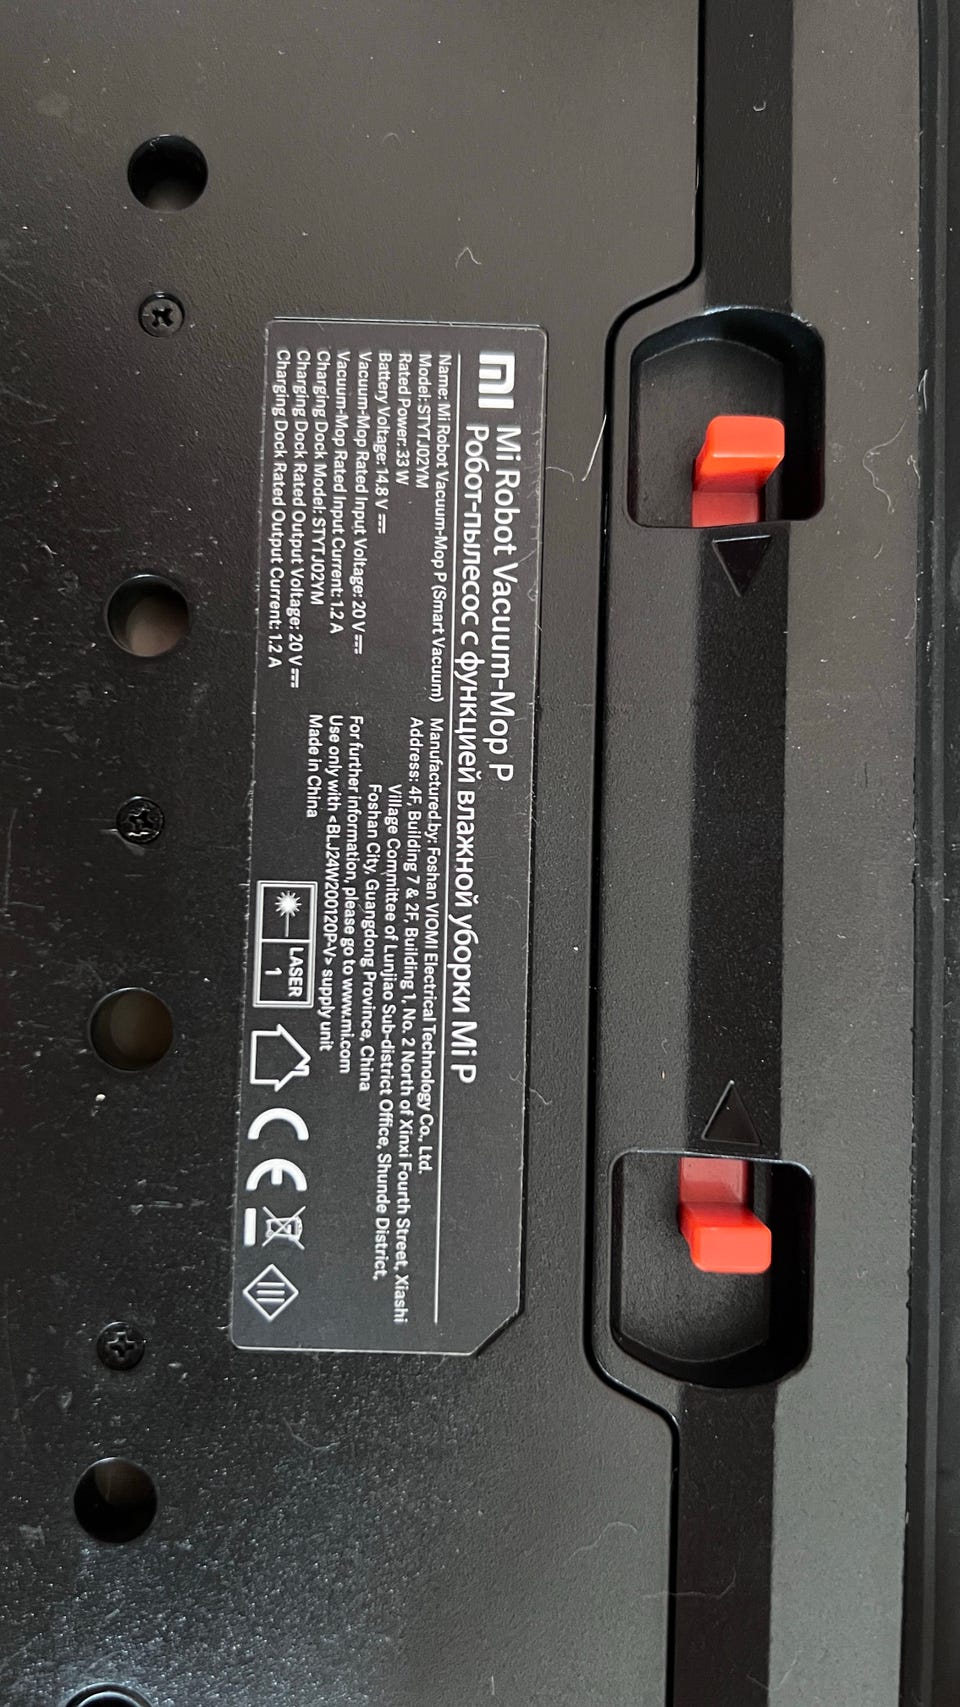 mi Mi Robot Vacuum-Mop P
Робот-пылесос с функцией влажной уборки Mi P
Name: Mi Robot Vacuum-Mop P (Smart Vacuum)
Model: STYTJ02YM
Rated Power: 33 W
Battery Voltage: 14.8 V ⎓
Vacuum-Mop Rated Input Voltage: 20 V ⎓
Vacuum-Mop Rated Input Current: 1.2 A
Charging Dock Model: STYTJ02YM
Charging Dock Rated Output Voltage: 20 V ⎓
Charging Dock Rated Output Current: 1.2 A
Manufactured by: Foshan VIOMI Electrical Technology Co., Ltd.
Address: 4F, Building 7 & 2F, Building 1, No. 2 North of Xinxi Fourth Street, Xiashi
Village Committee of Lunjiao Sub-district Office, Shunde District,
Foshan City, Guangdong Province, China
For further information, please go to www.mi.com
Use only with <BLJ24W200120P-V> supply unit
Made in China
LASER
1
CE